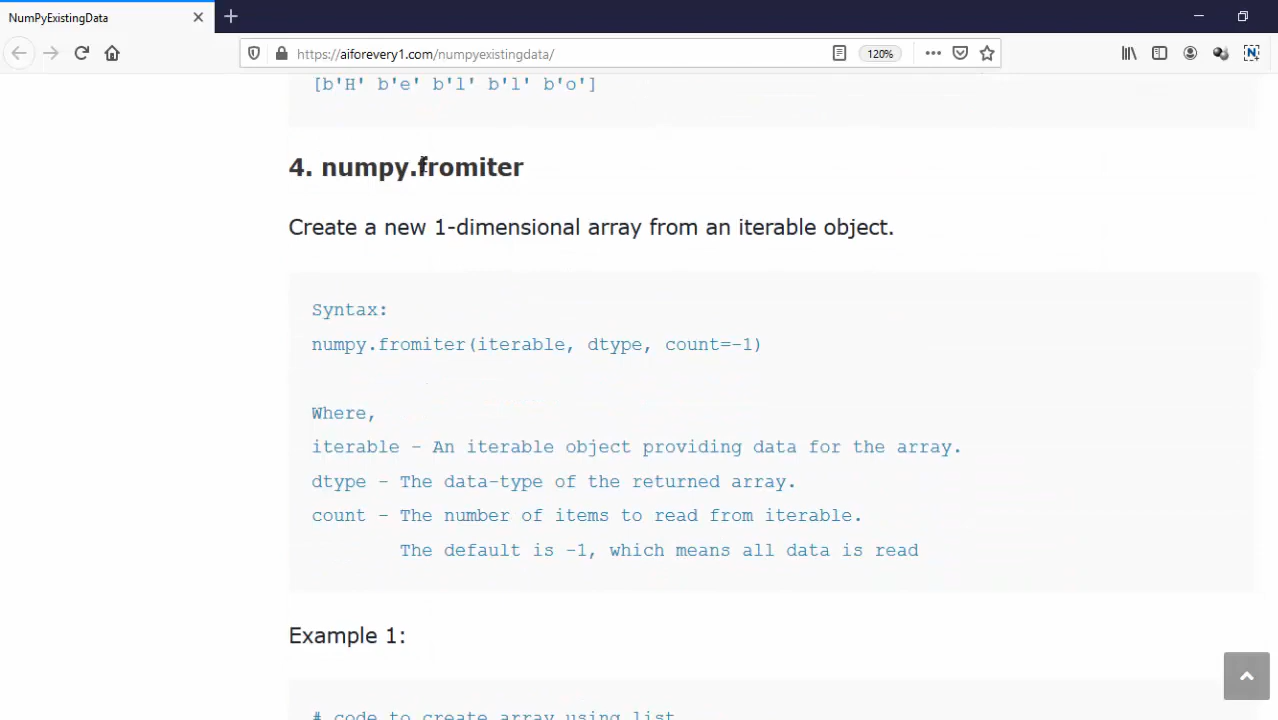 NumPyExistingData
https://aiforevery1.com/numpyexistingdata/
120%
[b'H' b'e' b'l' b'l' b'o']
4. numpy.fromiter
Create a new 1-dimensional array from an iterable object.
Syntax:
numpy.fromiter(iterable, dtype, count=-1)
Where,
iterable - An iterable object providing data for the array.
dtype - The data-type of the returned array.
count - The number of items to read from iterable.
The default is -1, which means all data is read
Example 1:
# code to create array using list